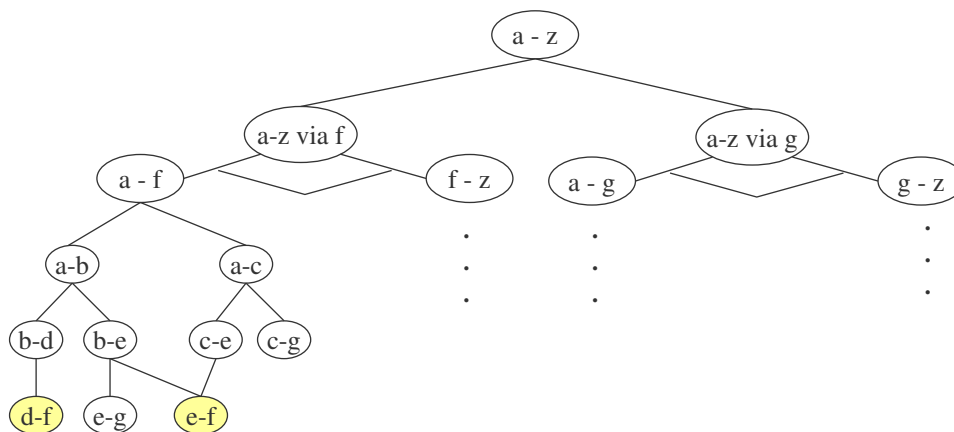 a - z
a-z via f
a-z via g
a - f
f - z
a - g
g - z
a-b
a-c
b-d
b-e
c-e
c-g
d-f
e-g
e-f